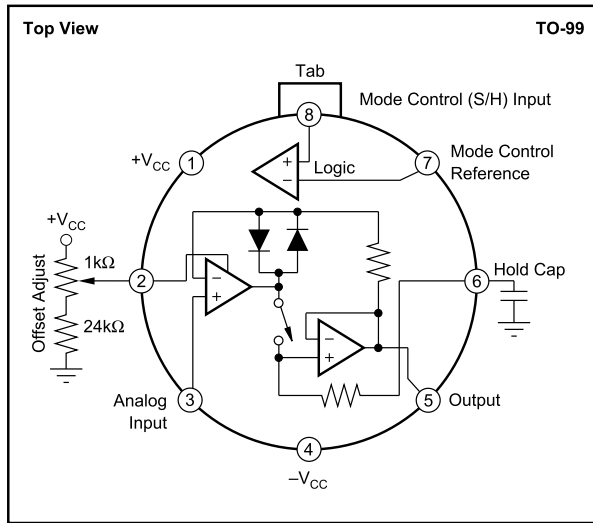 Top View
TO-99
Tab
8
Mode Control (S/H) Input
+VCC
1
+
−
Logic
7
Mode Control
Reference
+VCC
1kΩ
2
Offset Adjust
24kΩ
−
+
6
Hold Cap
−
+
Analog
Input
3
5
Output
4
–VCC